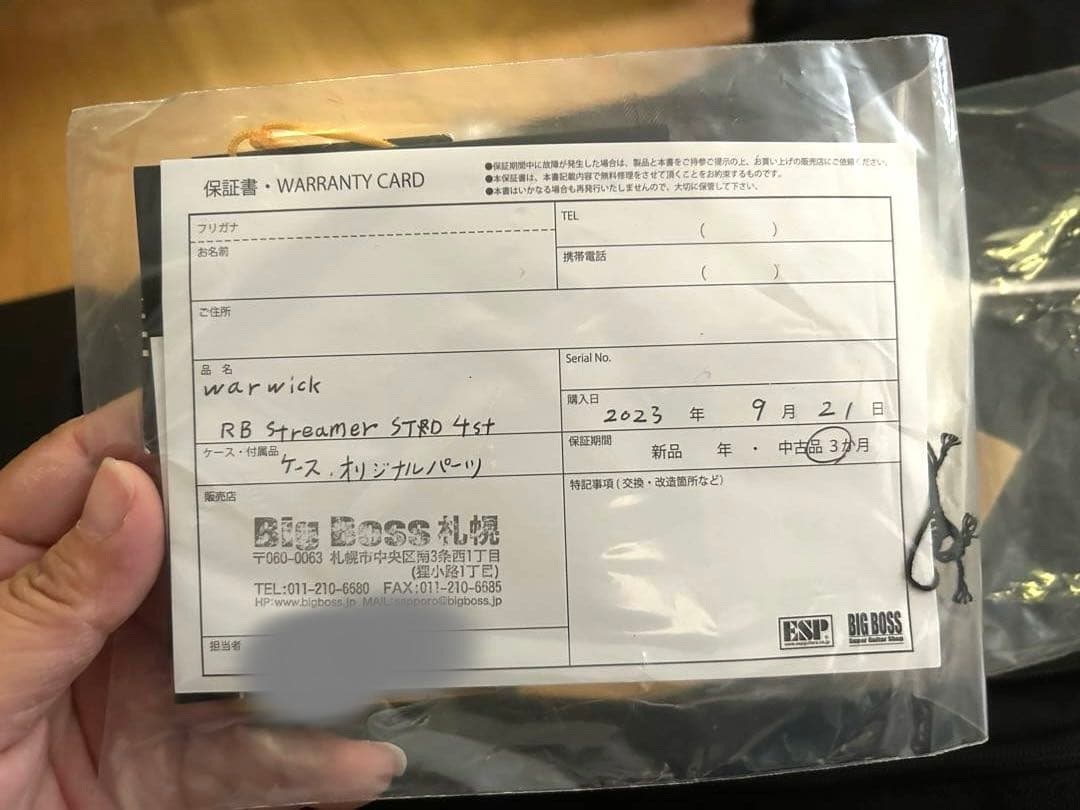 保証書・WARRANTY CARD
●保証期間中に故障が発生した場合は、製品と本書をご持参ご提示の上、お買い上げの販売店にご依頼ください。
●本保証書は、本書記載内容で無料修理をさせて頂くことをお約束するものです。
●本書はいかなる場合も再発行いたしませんので、大切に保管して下さい。
フリガナ
お名前
TEL ( )
携帯電話 ( )
ご住所
品 名
warwick
RB Streamer STRD 4st
Serial No.
購入日 2023 年 9 月 21 日
ケース・付属品 ケース、オリジナルパーツ
保証期間 新品 年 ・ 中古品 3か月
販売店
Big Boss 札幌
〒060-0063 札幌市中央区南3条西1丁目
(狸小路1丁目)
TEL:011-210-6680 FAX:011-210-6685
HP:www.bigboss.jp MAIL:sapporo@bigboss.jp
特記事項(交換・改造箇所など)
担当者
ESP
BIG BOSS